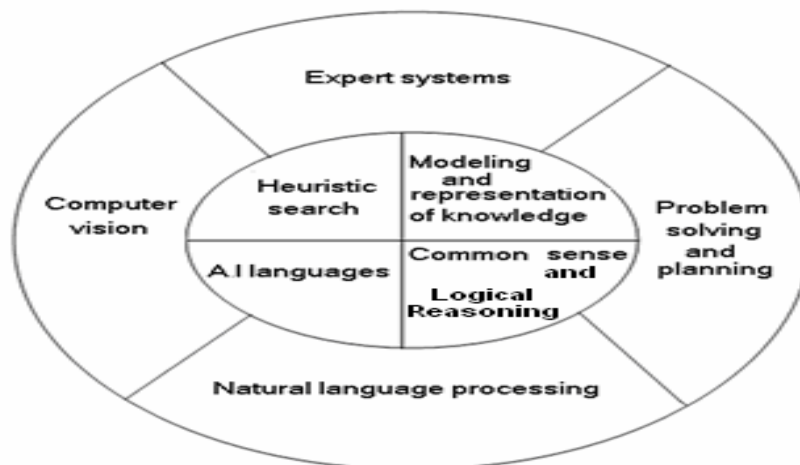 Expert systems
Heuristic
search
Modeling
and
representation
of knowledge
Computer
vision
Problem
solving
and
planning
A.I languages
Common sense
and
Logical
Reasoning
Natural language processing